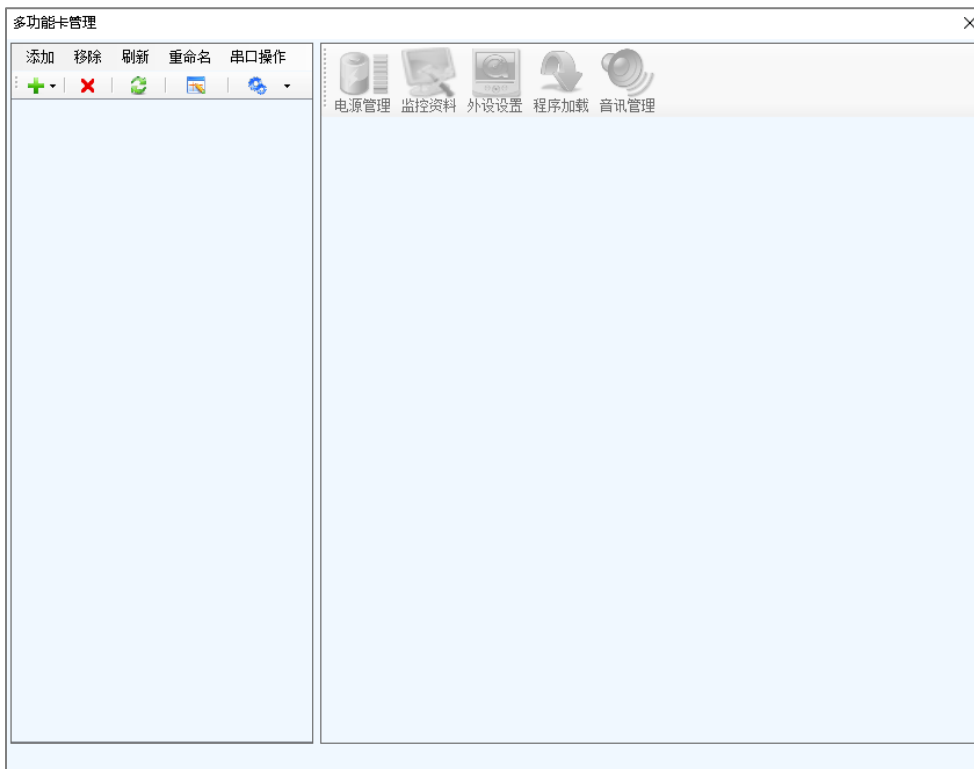 多功能卡管理
添加 移除 刷新 重命名 串口操作
电源管理 监控资料 外设设置 程序加载 音讯管理